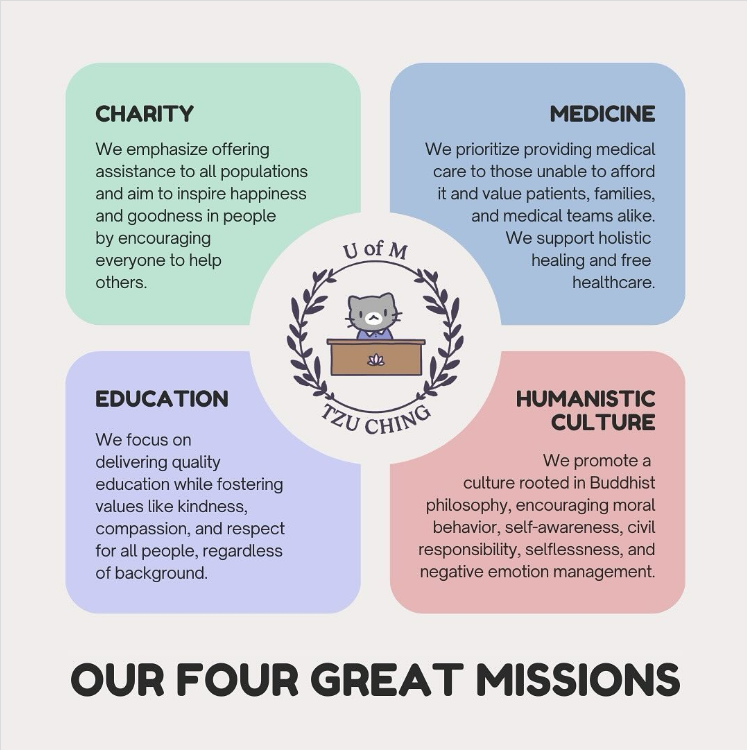 CHARITY
We emphasize offering
assistance to all populations
and aim to inspire happiness
and goodness in people
by encouraging
everyone to help
others.
MEDICINE
We prioritize providing medical
care to those unable to afford
it and value patients, families,
and medical teams alike.
We support holistic
healing and free
healthcare.
U of M
TZU CHING
EDUCATION
We focus on
delivering quality
education while fostering
values like kindness,
compassion, and respect
for all people, regardless
of background.
HUMANISTIC
CULTURE
We promote a
culture rooted in Buddhist
philosophy, encouraging moral
behavior, self-awareness, civil
responsibility, selflessness, and
negative emotion management.
OUR FOUR GREAT MISSIONS